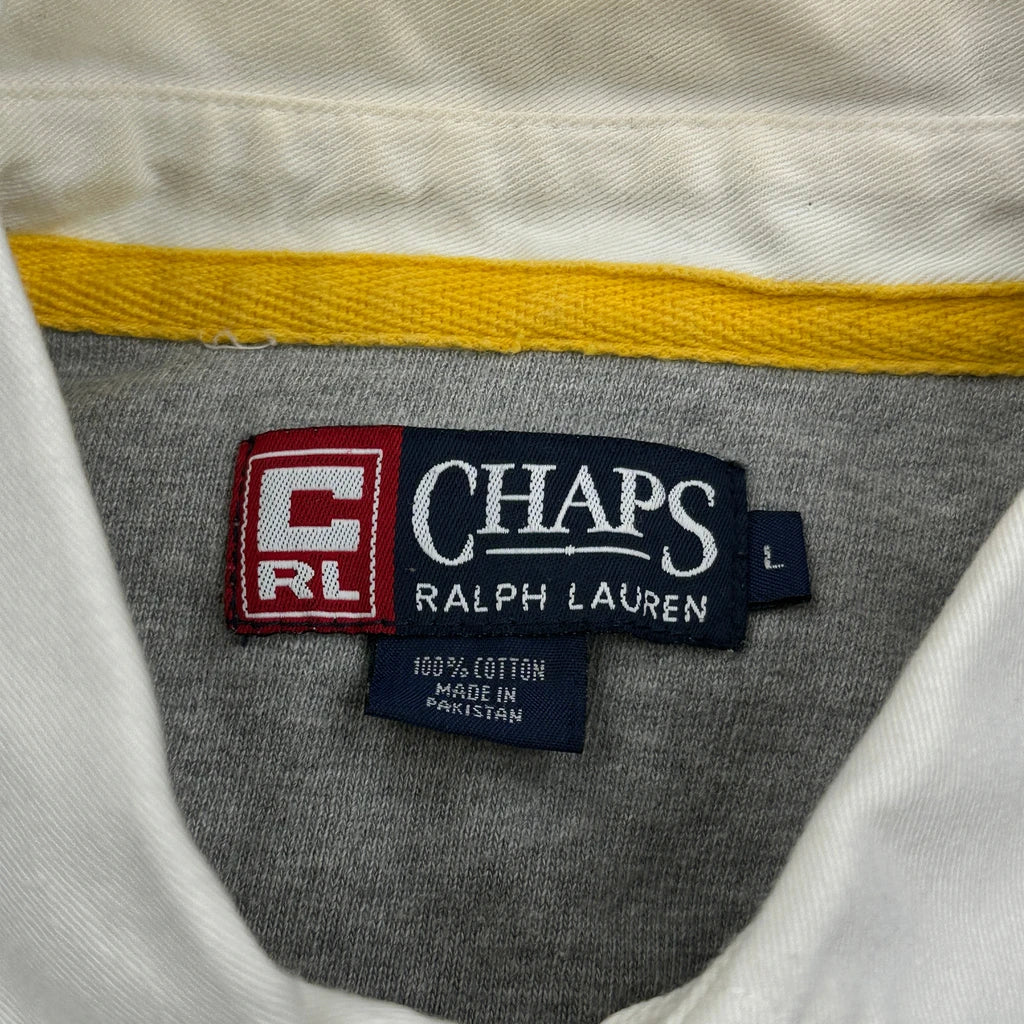 C
RL
CHAPS
RALPH LAUREN
L
100% COTTON
MADE IN
PAKISTAN